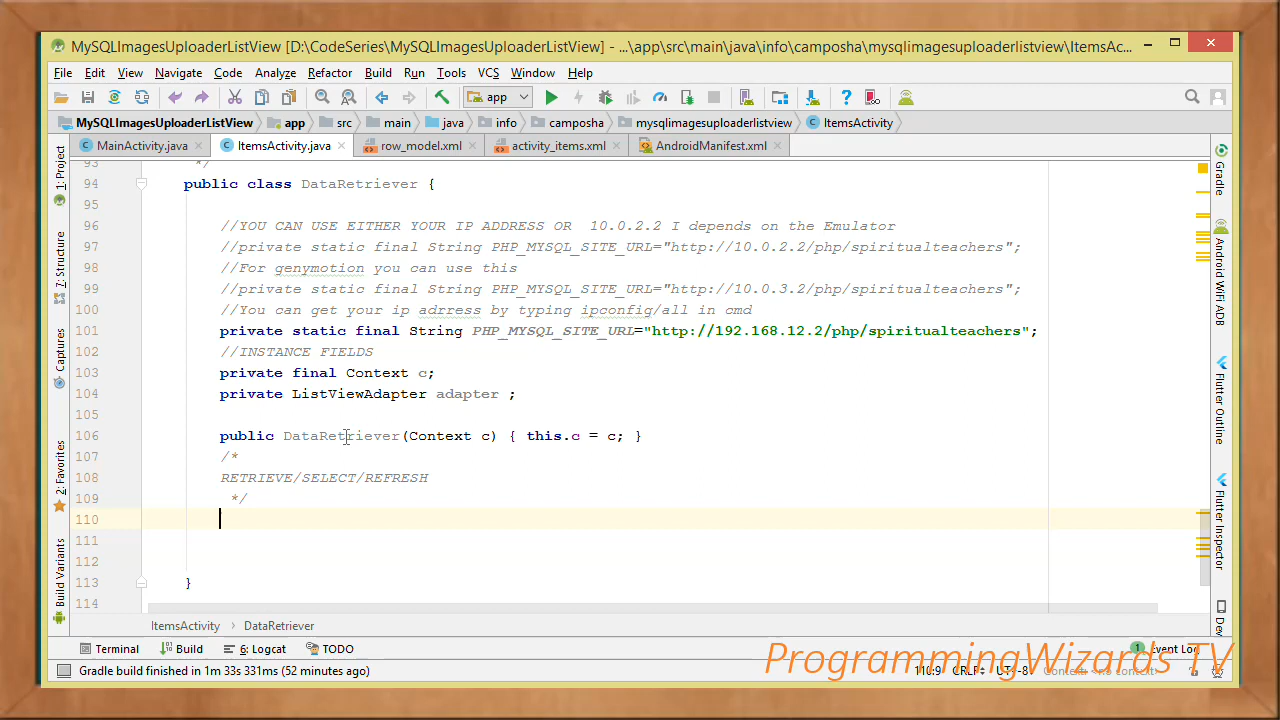 MySQLImagesUploaderListView [D:\CodeSeries\MySQLImagesUploaderListView] - ...\app\src\main\java\info\camposha\mysqlimagesuploaderlistview\ItemsAc...
File Edit View Navigate Code Analyze Refactor Build Run Tools VCS Window Help
app
MySQLImagesUploaderListView app src main java info camposha mysqlimagesuploaderlistview ItemsActivity
MainActivity.java ItemsActivity.java row_model.xml activity_items.xml AndroidManifest.xml
1: Project
7: Structure
Captures
2: Favorites
Build Variants
93 */
94 public class DataRetriever {
95
96 //YOU CAN USE EITHER YOUR IP ADDRESS OR  10.0.2.2 I depends on the Emulator
97 //private static final String PHP_MYSQL_SITE_URL="http://10.0.2.2/php/spiritualteachers";
98 //For genymotion you can use this
99 //private static final String PHP_MYSQL_SITE_URL="http://10.0.3.2/php/spiritualteachers";
100 //You can get your ip adrress by typing ipconfig/all in cmd
101 private static final String PHP_MYSQL_SITE_URL="http://192.168.12.2/php/spiritualteachers";
102 //INSTANCE FIELDS
103 private final Context c;
104 private ListViewAdapter adapter ;
105
106 public DataRetriever(Context c) { this.c = c; }
107 /*
108 RETRIEVE/SELECT/REFRESH
109 */
110
111
112
113 }
114
Gradle
Android WiFi ADB
Flutter Outline
Flutter Inspector
Dev
ItemsActivity DataRetriever
Terminal Build 6: Logcat TODO 1 Event Log
Gradle build finished in 1m 33s 331ms (52 minutes ago) 110:9 CRLF UTF-8 Context: <no context>
ProgrammingWizards TV